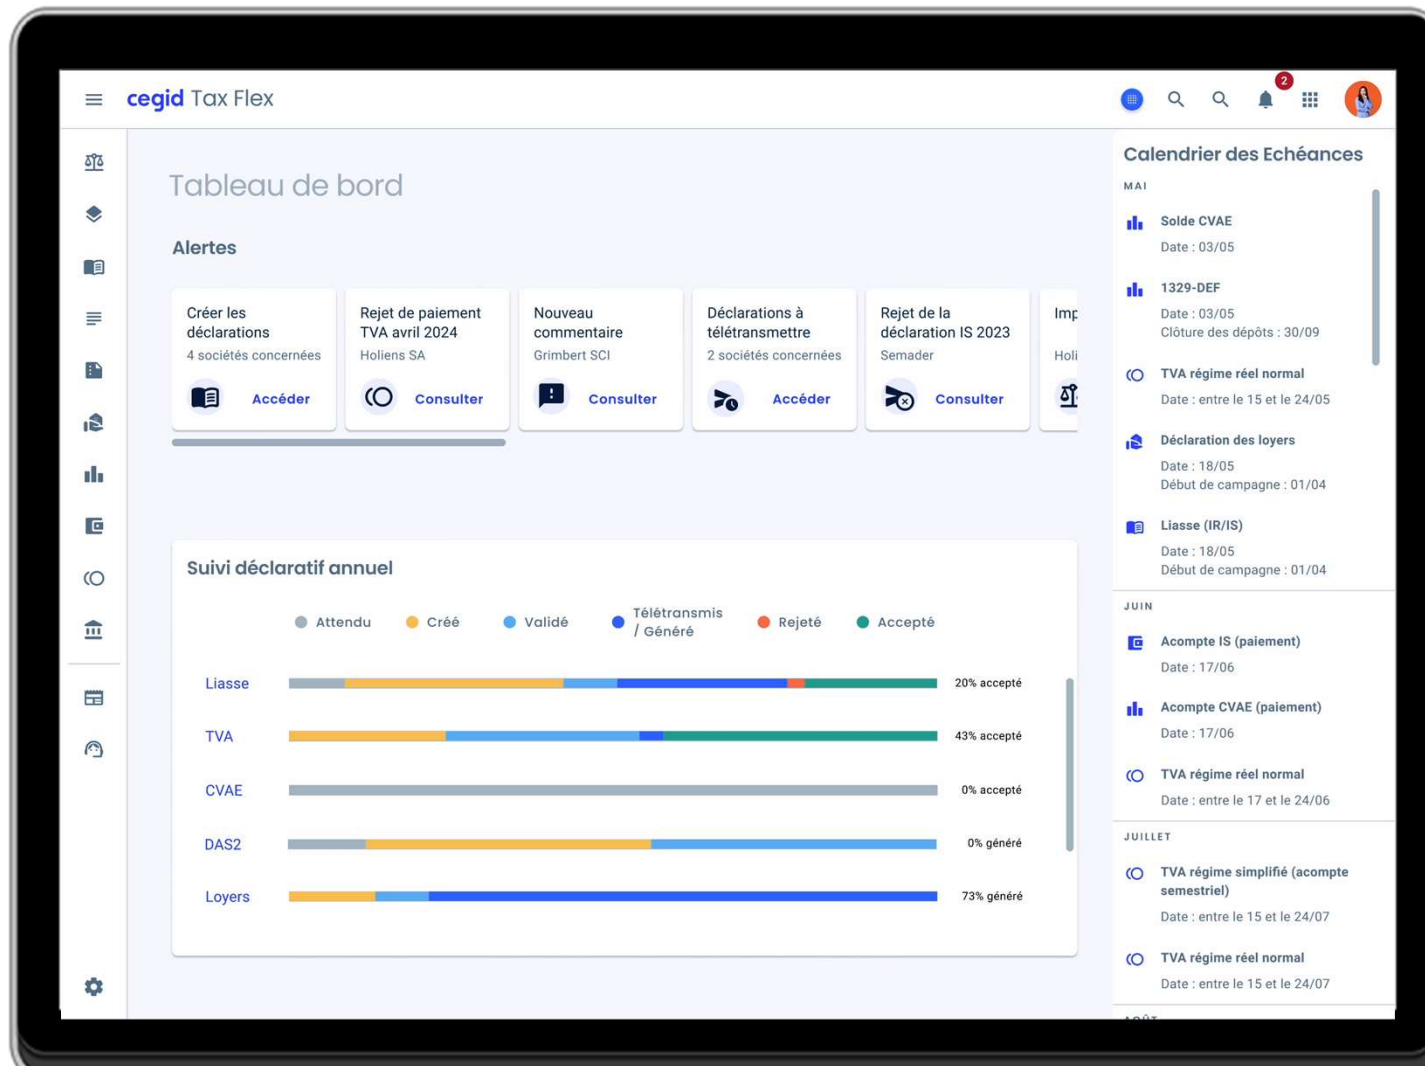 cegid Tax Flex
2
Tableau de bord
Alertes
Créer les
déclarations
4 sociétés concernées
Accéder
Rejet de paiement
TVA avril 2024
Holiens SA
Consulter
Nouveau
commentaire
Grimbert SCI
Consulter
Déclarations à
télétransmettre
2 sociétés concernées
Accéder
Rejet de la
déclaration IS 2023
Semader
Consulter
Imp
Holi
Suivi déclaratif annuel
Attendu
Créé
Validé
Télétransmis
/ Généré
Rejeté
Accepté
Liasse
20% accepté
TVA
43% accepté
CVAE
0% accepté
DAS2
0% généré
Loyers
73% généré
Calendrier des Echéances
MAI
Solde CVAE
Date : 03/05
1329-DEF
Date : 03/05
Clôture des dépôts : 30/09
TVA régime réel normal
Date : entre le 15 et le 24/05
Déclaration des loyers
Date : 18/05
Début de campagne : 01/04
Liasse (IR/IS)
Date : 18/05
Début de campagne : 01/04
JUIN
Acompte IS (paiement)
Date : 17/06
Acompte CVAE (paiement)
Date : 17/06
TVA régime réel normal
Date : entre le 17 et le 24/06
JUILLET
TVA régime simplifié (acompte
semestriel)
Date : entre le 15 et le 24/07
TVA régime réel normal
Date : entre le 15 et le 24/07
AOÛT